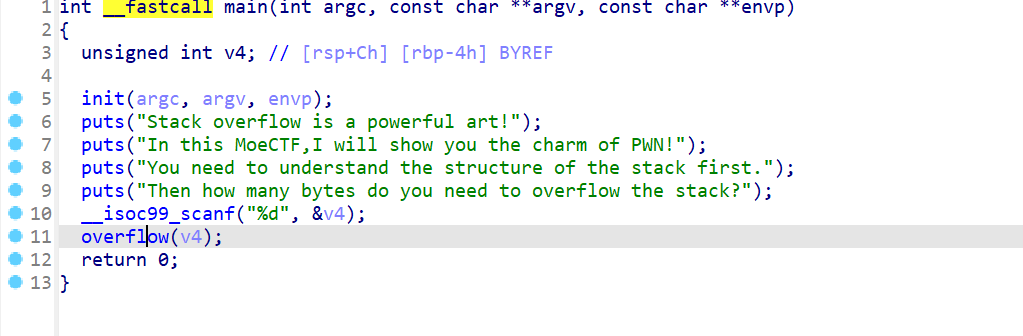 1 int __fastcall main(int argc, const char **argv, const char **envp)
2 {
3 unsigned int v4; // [rsp+Ch] [rbp-4h] BYREF
4
5 init(argc, argv, envp);
6 puts("Stack overflow is a powerful art!");
7 puts("In this MoeCTF,I will show you the charm of PWN!");
8 puts("You need to understand the structure of the stack first.");
9 puts("Then how many bytes do you need to overflow the stack?");
10 __isoc99_scanf("%d", &v4);
11 overflow(v4);
12 return 0;
13 }